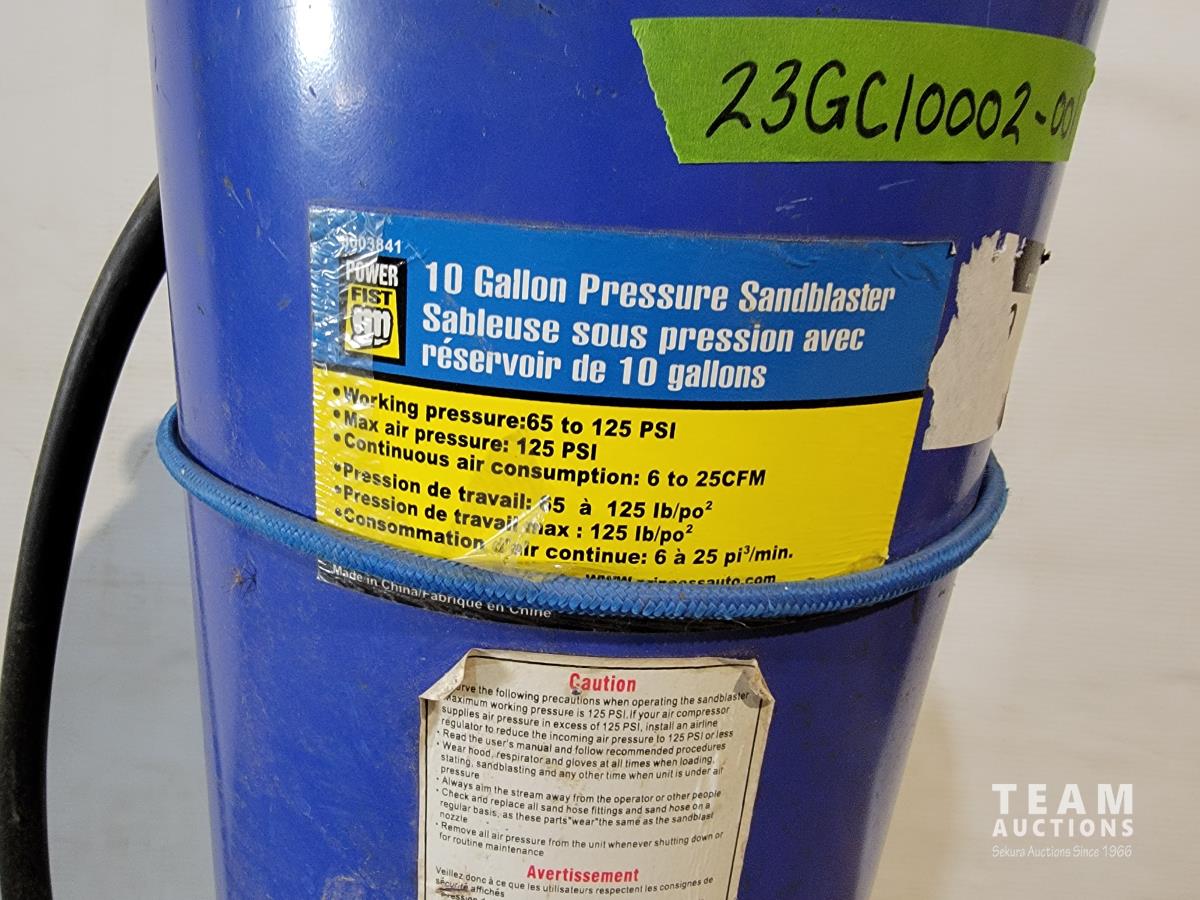 23GC10002-001
POWER
FIST
10 Gallon Pressure Sandblaster
Sableuse sous pression avec
réservoir de 10 gallons
•Working pressure:65 to 125 PSI
•Max air pressure: 125 PSI
•Continuous air consumption: 6 to 25CFM
•Pression de travail: 65 à 125 lb/po²
•Pression de travail max : 125 lb/po²
•Consommation d'air continue: 6 à 25 pi³/min.
www.princessauto.com
Made in China/Fabrique en Chine
Caution
the following precautions when operating the sandblaster
maximum working pressure is 125 PSI.If your air compressor
supplies air pressure in excess of 125 PSI, install an airline
regulator to reduce the incoming air pressure to 125 PSI or less
* Read the user's manual and follow recommended procedures
* Wear hood, respirator and gloves at all times when loading,
stating, sandblasting and any other time when unit is under air
pressure
* Always aim the stream away from the operator or other people
* Check and replace all sand hose fittings and sand hose on a
regular basis, as these parts"wear"the same as the sandblast
nozzle
* Remove all air pressure from the unit whenever shutting down or
for routine maintenance
Avertissement
Veillez donc à ce que les utilisateurs respectent les consignes de
sécurité affichés
TEAM
AUCTIONS
Sekura Auctions Since 1966